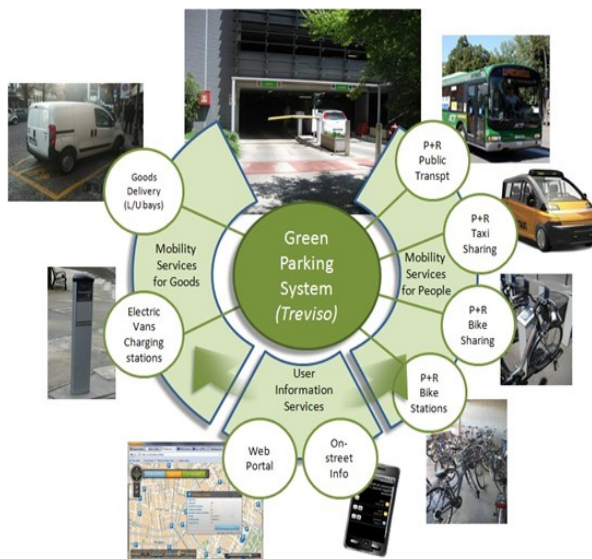 P+R
Public
Transpt
Goods
Delivery
(L/U bays)
P+R
Taxi
Sharing
Green
Parking
System
(Treviso)
Mobility
Services
for Goods
Mobility
Services
for People
Electric
Vans
Charging
stations
P+R
Bike
Sharing
User
Information
Services
P+R
Bike
Stations
Web
Portal
On-
street
Info